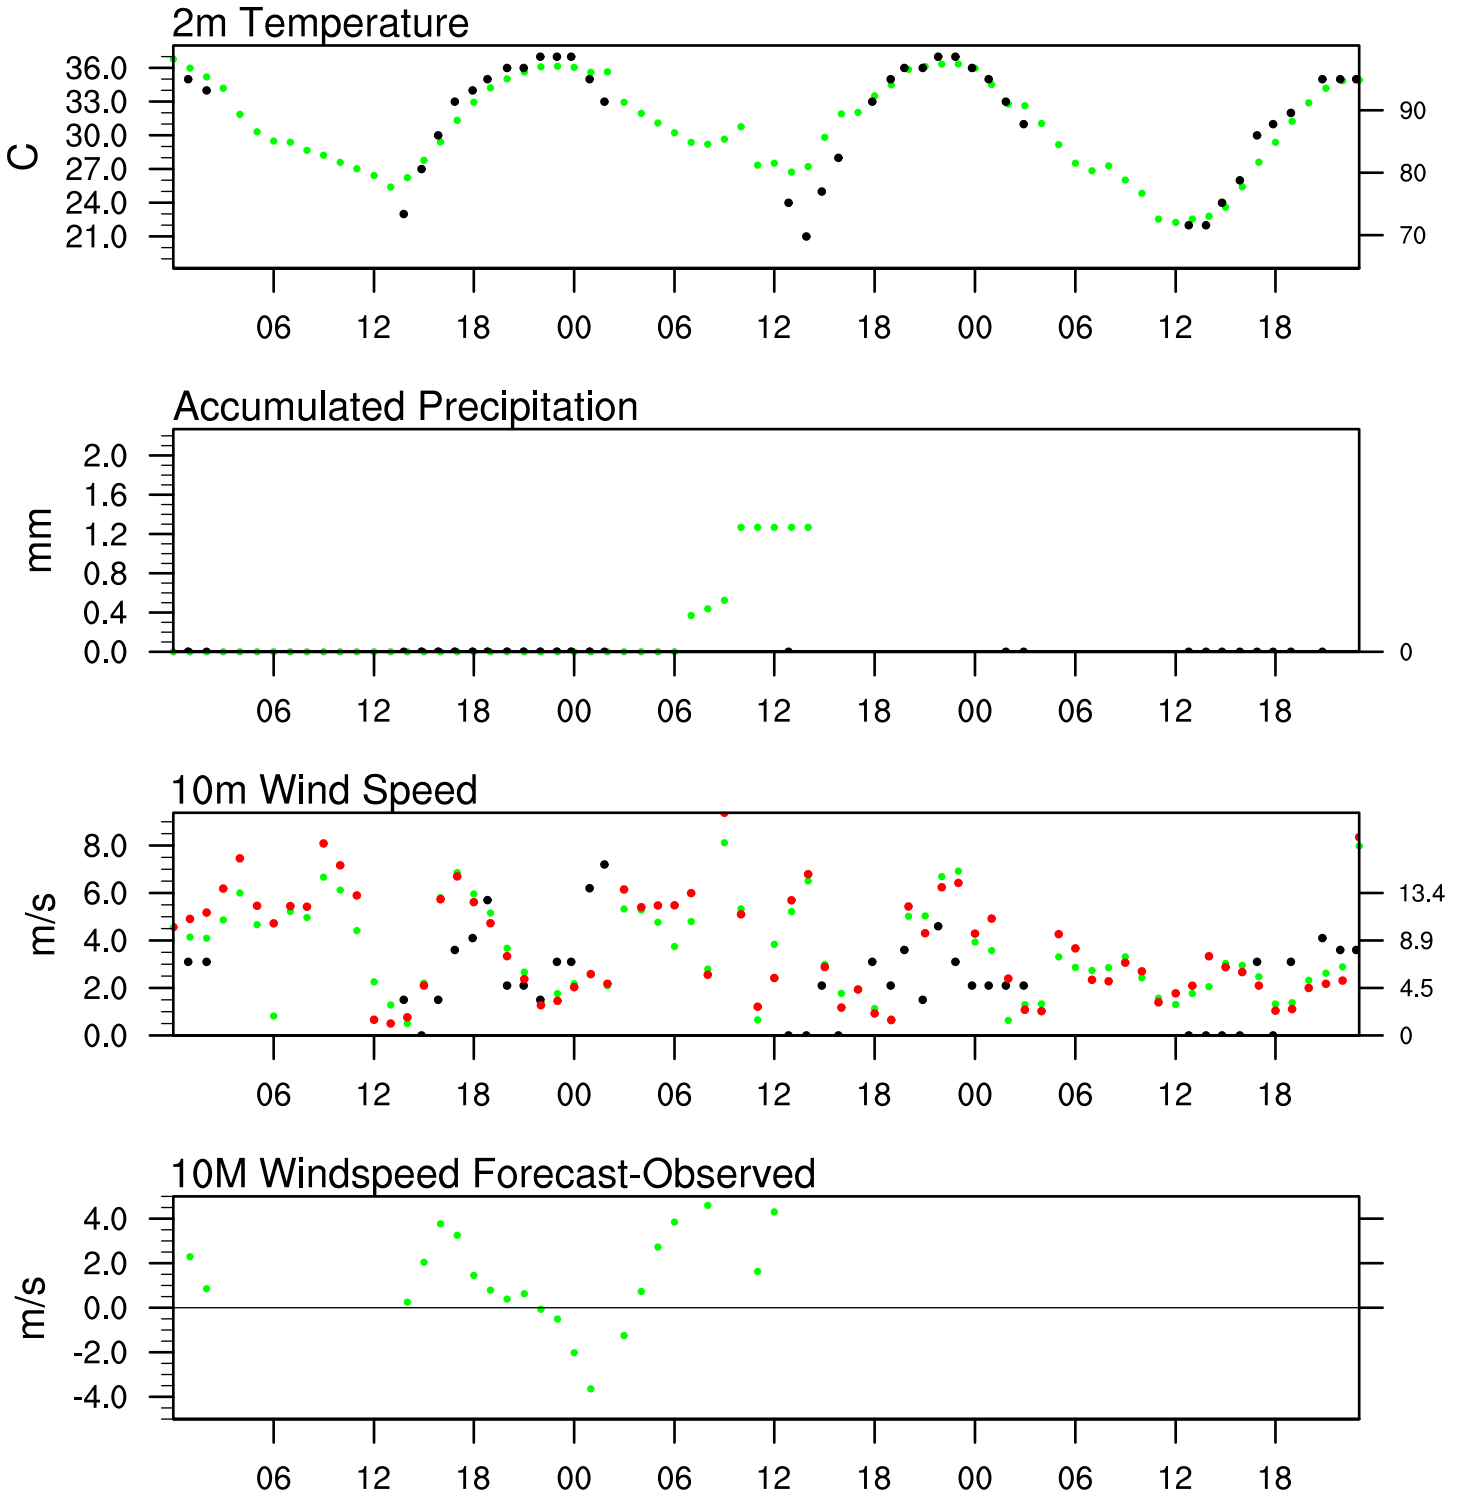 2m Temperature
C
36.0
33.0
30.0
27.0
24.0
21.0
90
80
70
06 12 18 00 06 12 18 00 06 12 18
Accumulated Precipitation
mm
2.0
1.6
1.2
0.8
0.4
0.0
0
06 12 18 00 06 12 18 00 06 12 18
10m Wind Speed
m/s
8.0
6.0
4.0
2.0
0.0
13.4
8.9
4.5
0
06 12 18 00 06 12 18 00 06 12 18
10M Windspeed Forecast-Observed
m/s
4.0
2.0
0.0
-2.0
-4.0
06 12 18 00 06 12 18 00 06 12 18